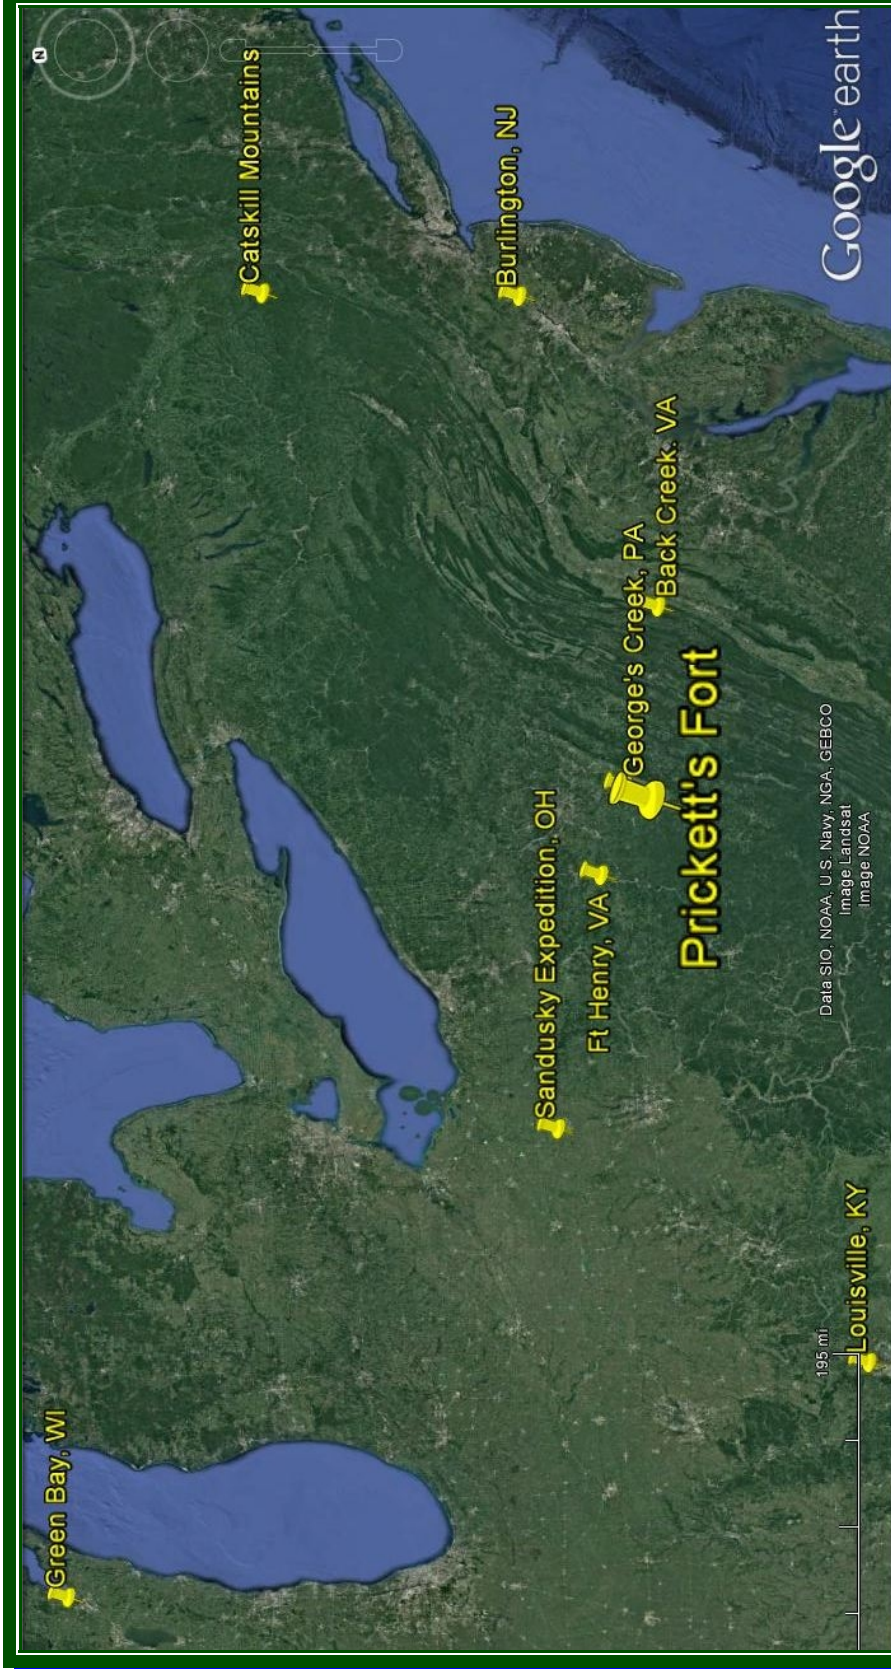 N
Green Bay, WI
Catskill Mountains
Burlington, NJ
Sandusky Expedition, OH
Ft Henry, VA
George's Creek, PA
Back Creek. VA
Prickett's Fort
Louisville, KY
195 mi
Data SIO, NOAA, U.S. Navy, NGA, GEBCO
Image Landsat
Image NOAA
Google earth